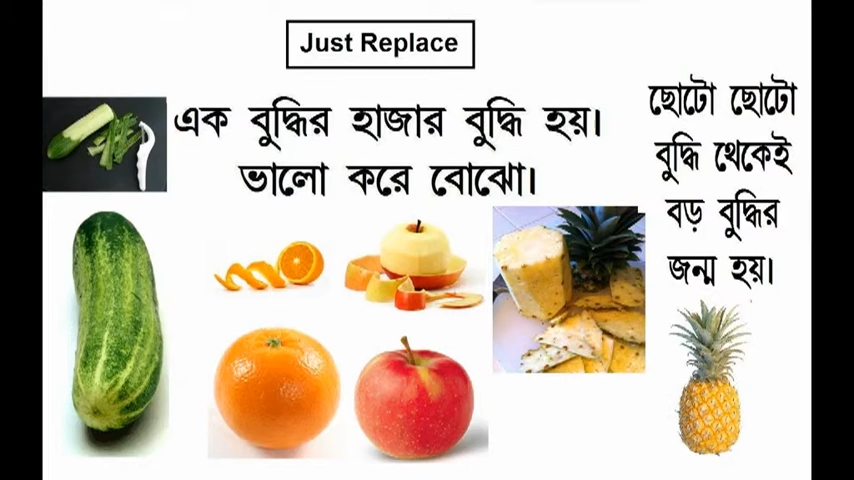 Just Replace
এক বুদ্ধির হাজার বুদ্ধি হয়।
ভালো করে বোঝো।
ছোটো ছোটো
বুদ্ধি থেকেই
বড় বুদ্ধির
জন্ম হয়।